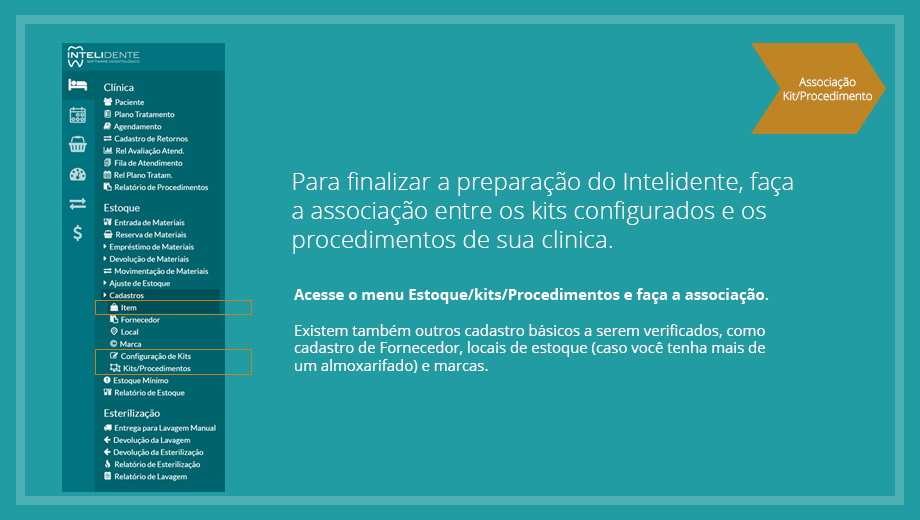 INTELIDENTE
SOFTWARE ODONTOLÓGICO
Clínica
Paciente
Plano Tratamento
Agendamento
Cadastro de Retornos
Rel Avaliação Atend.
Fila de Atendimento
Rel Plano Tratam.
Relatório de Procedimentos
Estoque
Entrada de Materiais
Reserva de Materiais
Empréstimo de Materiais
Devolução de Materiais
Movimentação de Materiais
Ajuste de Estoque
Cadastros
Item
Fornecedor
Local
Marca
Configuração de Kits
Kits/Procedimentos
Estoque Mínimo
Relatório de Estoque
Esterilização
Entrega para Lavagem Manual
Devolução da Lavagem
Devolução da Esterilização
Relatório de Esterilização
Relatório de Lavagem
Associação
Kit/Procedimento
Para finalizar a preparação do Intelidente, faça
a associação entre os kits configurados e os
procedimentos de sua clinica.
Acesse o menu Estoque/kits/Procedimentos e faça a associação.
Existem também outros cadastro básicos a serem verificados, como
cadastro de Fornecedor, locais de estoque (caso você tenha mais de
um almoxarifado) e marcas.